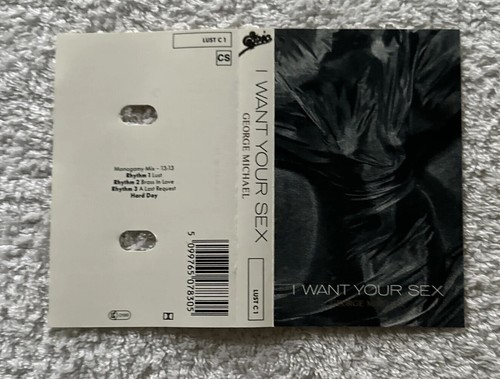 LUST C 1
CS
Monogamy Mix – 13:13
Rhythm 1 Lust
Rhythm 2 Brass in Love
Rhythm 3 A Last Request
Hard Day
5 099765 078305
Epic
I WANT YOUR SEX
GEORGE MICHAEL
LUST C 1
I WANT YOUR SEX